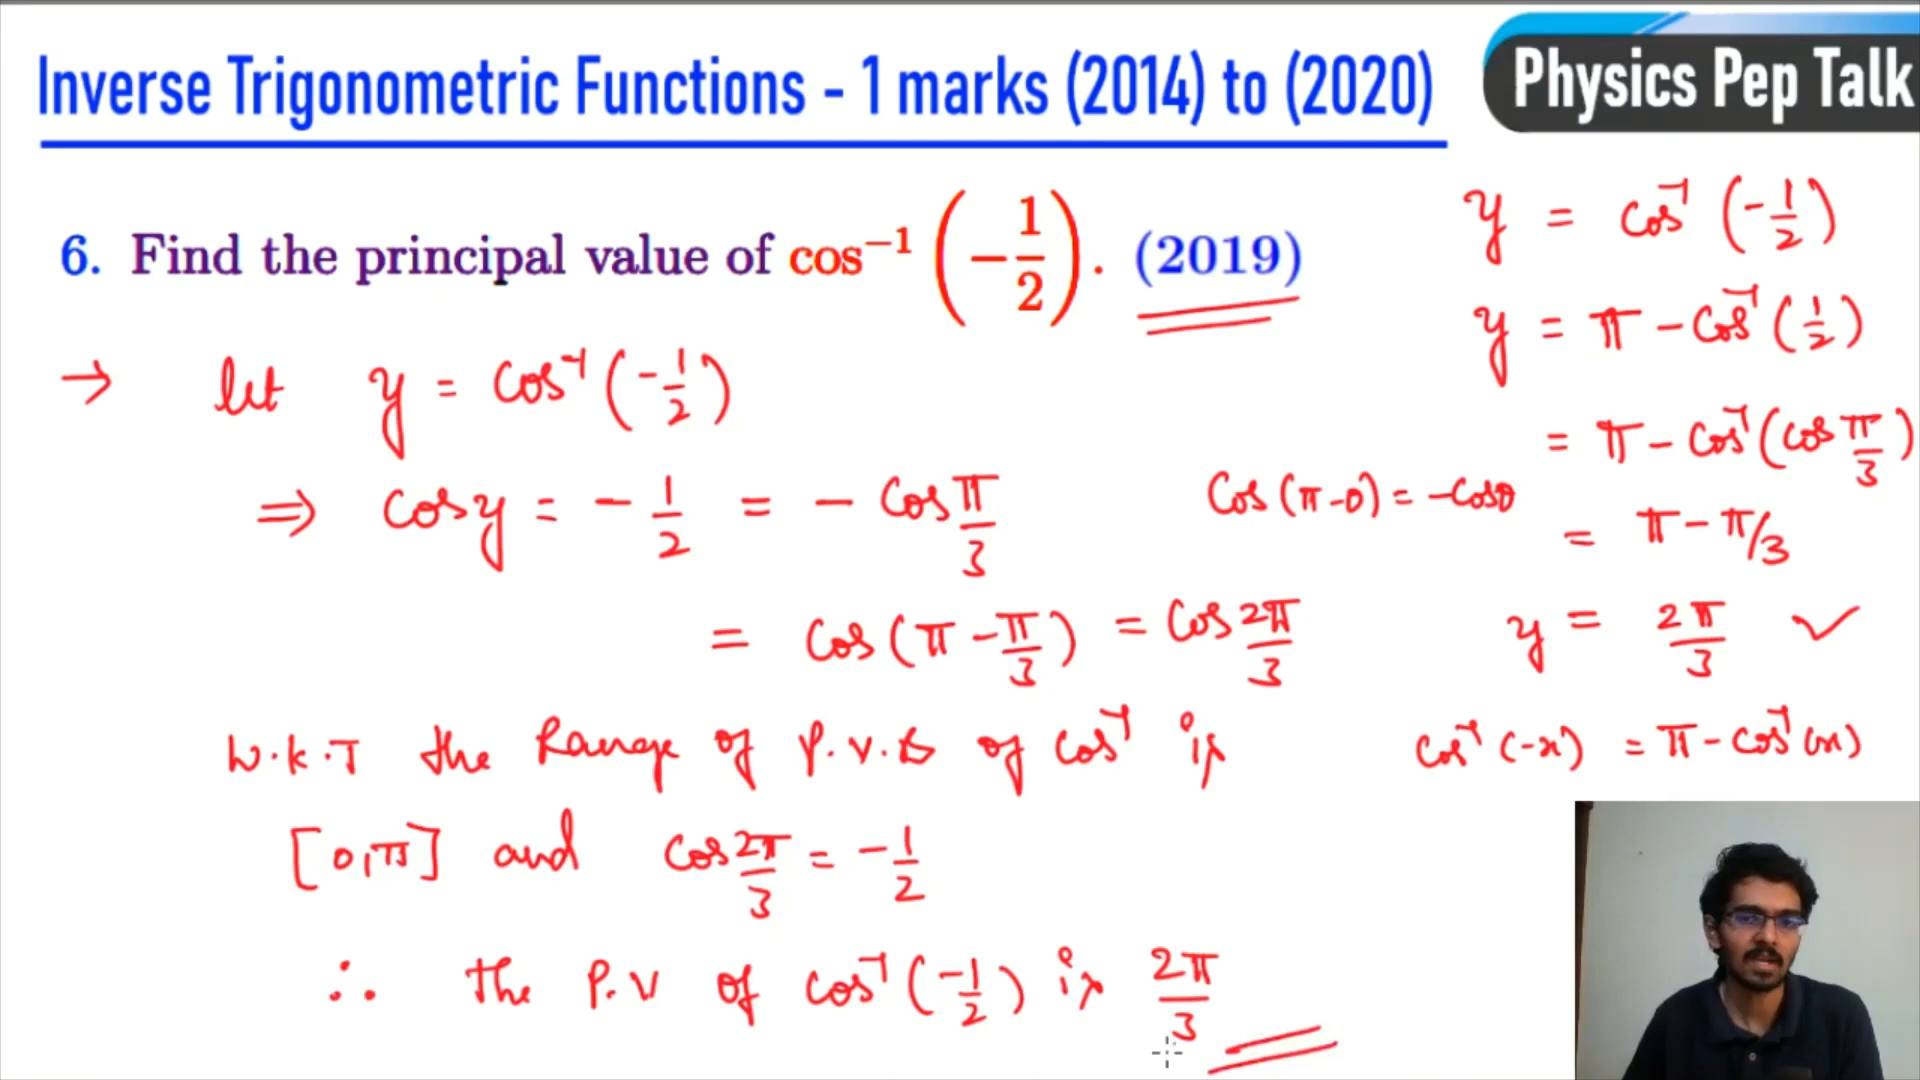 Inverse Trigonometric Functions - 1 marks (2014) to (2020)
Physics Pep Talk
6. Find the principal value of cos⁻¹(−1/2). (2019)
→ let y = cos⁻¹(-1/2)
⇒ cosy = -1/2 = - cos π/3
= cos(π - π/3) = cos 2π/3
cos(π-θ) = -cosθ
W.K.T the Range of P.V.B of cos⁻¹ is
[0,π] and cos 2π/3 = -1/2
∴ the P.V of cos⁻¹(-1/2) is 2π/3
y = cos⁻¹(-1/2)
y = π - cos⁻¹(1/2)
= π - cos⁻¹(cos π/3)
= π - π/3
y = 2π/3 ✓
cos⁻¹(-x) = π - cos⁻¹(x)